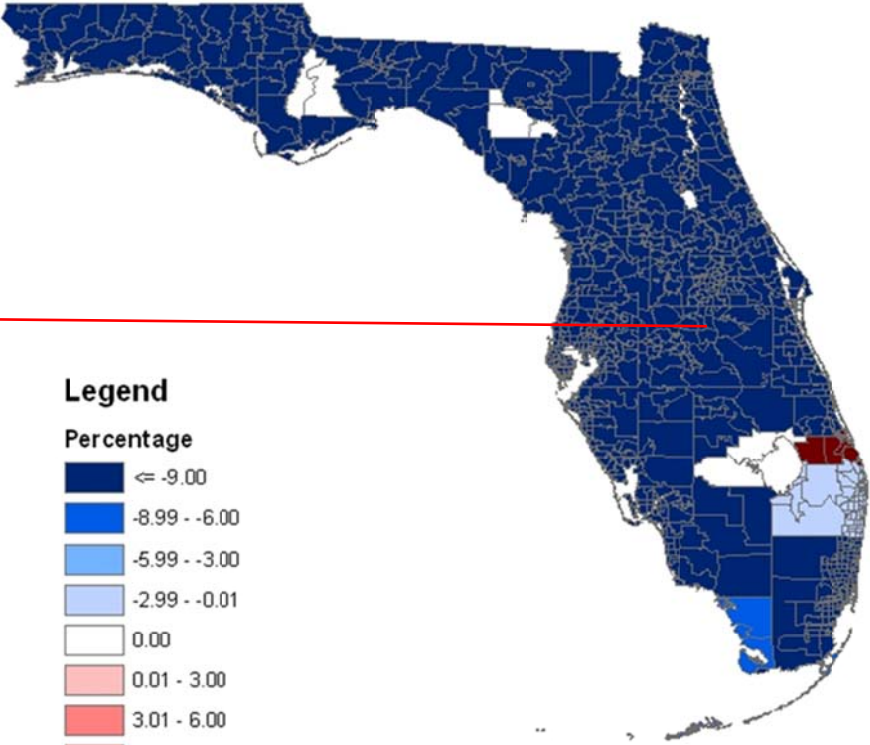 Legend
Percentage
<= -9.00
-8.99 - -6.00
-5.99 - -3.00
-2.99 - -0.01
0.00
0.01 - 3.00
3.01 - 6.00